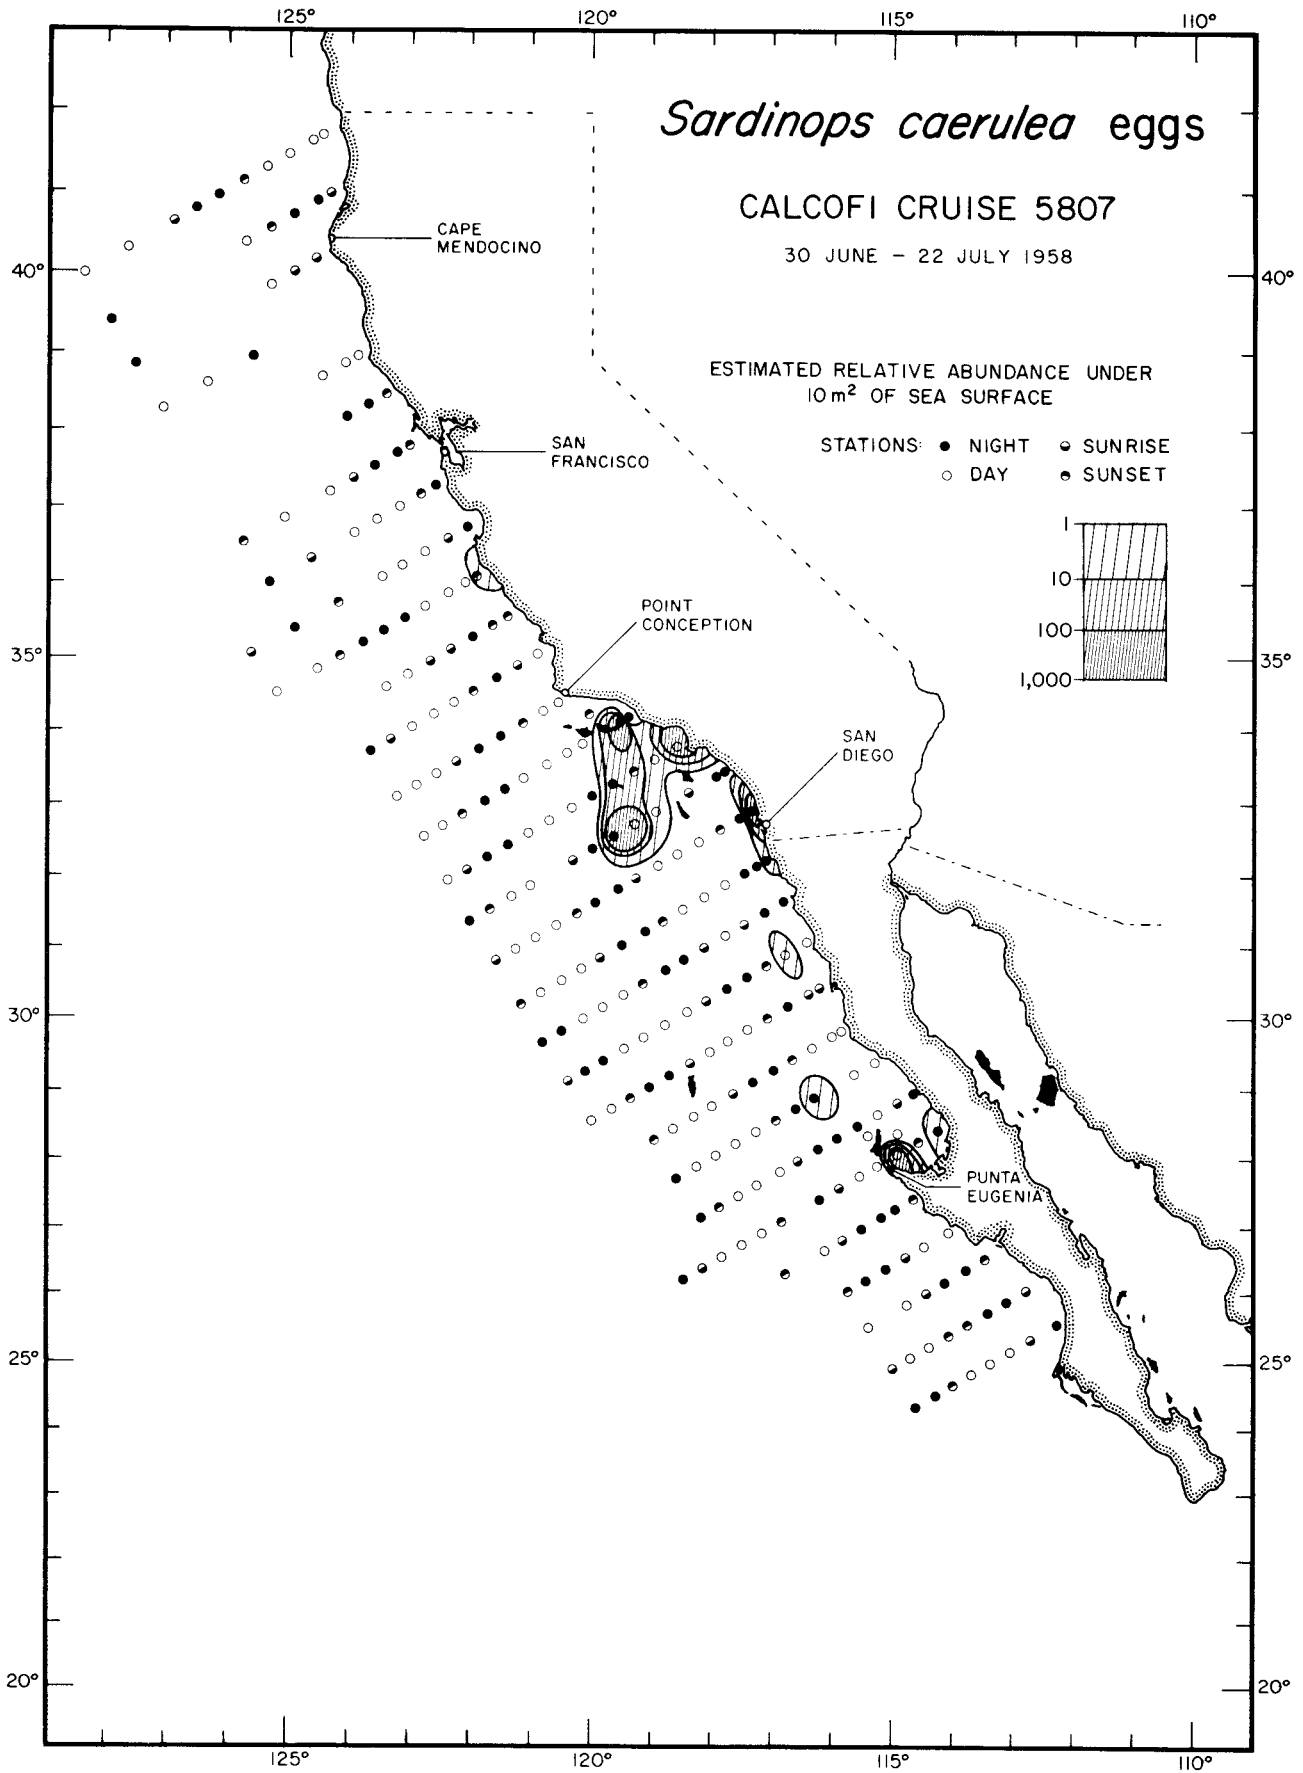 125° 120° 115° 110°
Sardinops caerulea eggs
CALCOFI CRUISE 5807
30 JUNE – 22 JULY 1958
CAPE
MENDOCINO
40° 40°
ESTIMATED RELATIVE ABUNDANCE UNDER
10 m² OF SEA SURFACE
STATIONS: ● NIGHT SUNRISE
○ DAY SUNSET
SAN
FRANCISCO
1
10
100
1,000
POINT
CONCEPTION
35° 35°
SAN
DIEGO
30° 30°
PUNTA
EUGENIA
25° 25°
20° 20°
125° 120° 115° 110°